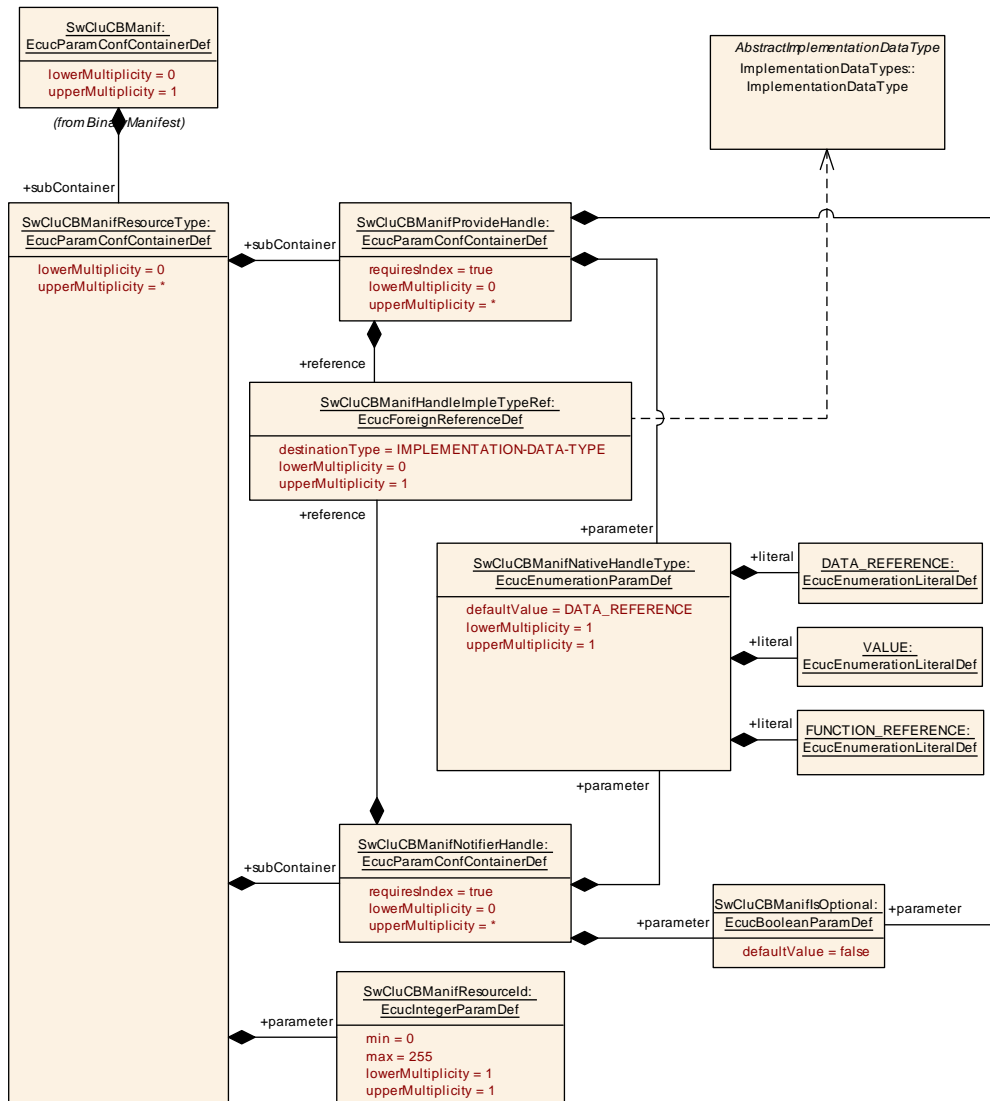 SwCluCBManif:
EcucParamConfContainerDef
lowerMultiplicity = 0
upperMultiplicity = 1
(from BinaryManifest)
+subContainer
AbstractImplementationDataType
ImplementationDataTypes::
ImplementationDataType
SwCluCBManifResourceType:
EcucParamConfContainerDef
lowerMultiplicity = 0
upperMultiplicity = *
+subContainer
SwCluCBManifProvideHandle:
EcucParamConfContainerDef
requiresIndex = true
lowerMultiplicity = 0
upperMultiplicity = *
+reference
SwCluCBManifHandleImpleTypeRef:
EcucForeignReferenceDef
destinationType = IMPLEMENTATION-DATA-TYPE
lowerMultiplicity = 0
upperMultiplicity = 1
+reference
+parameter
SwCluCBManifNativeHandleType:
EcucEnumerationParamDef
defaultValue = DATA_REFERENCE
lowerMultiplicity = 1
upperMultiplicity = 1
+literal
DATA_REFERENCE:
EcucEnumerationLiteralDef
+literal
VALUE:
EcucEnumerationLiteralDef
+literal
FUNCTION_REFERENCE:
EcucEnumerationLiteralDef
+parameter
+subContainer
SwCluCBManifNotifierHandle:
EcucParamConfContainerDef
requiresIndex = true
lowerMultiplicity = 0
upperMultiplicity = *
+parameter
SwCluCBManifIsOptional:
EcucBooleanParamDef
defaultValue = false
+parameter
+parameter
SwCluCBManifResourceId:
EcucIntegerParamDef
min = 0
max = 255
lowerMultiplicity = 1
upperMultiplicity = 1